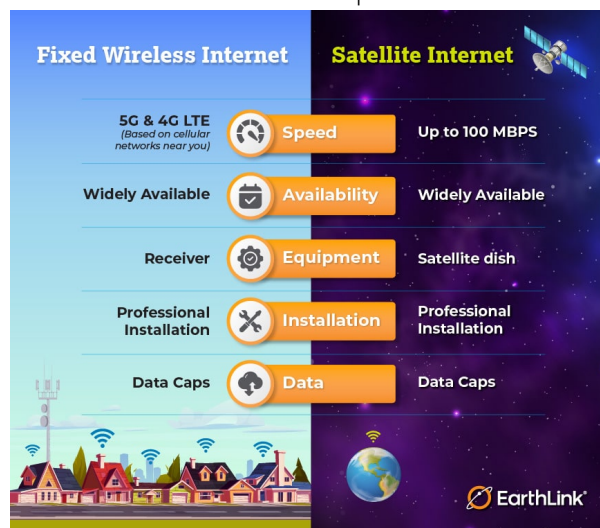 Fixed Wireless Internet
Satellite Internet
5G & 4G LTE
(Based on cellular
networks near you)
Speed
Up to 100 MBPS
Widely Available
Availability
Widely Available
Receiver
Equipment
Satellite dish
Professional
Installation
Installation
Professional
Installation
Data Caps
Data
Data Caps
EarthLink®